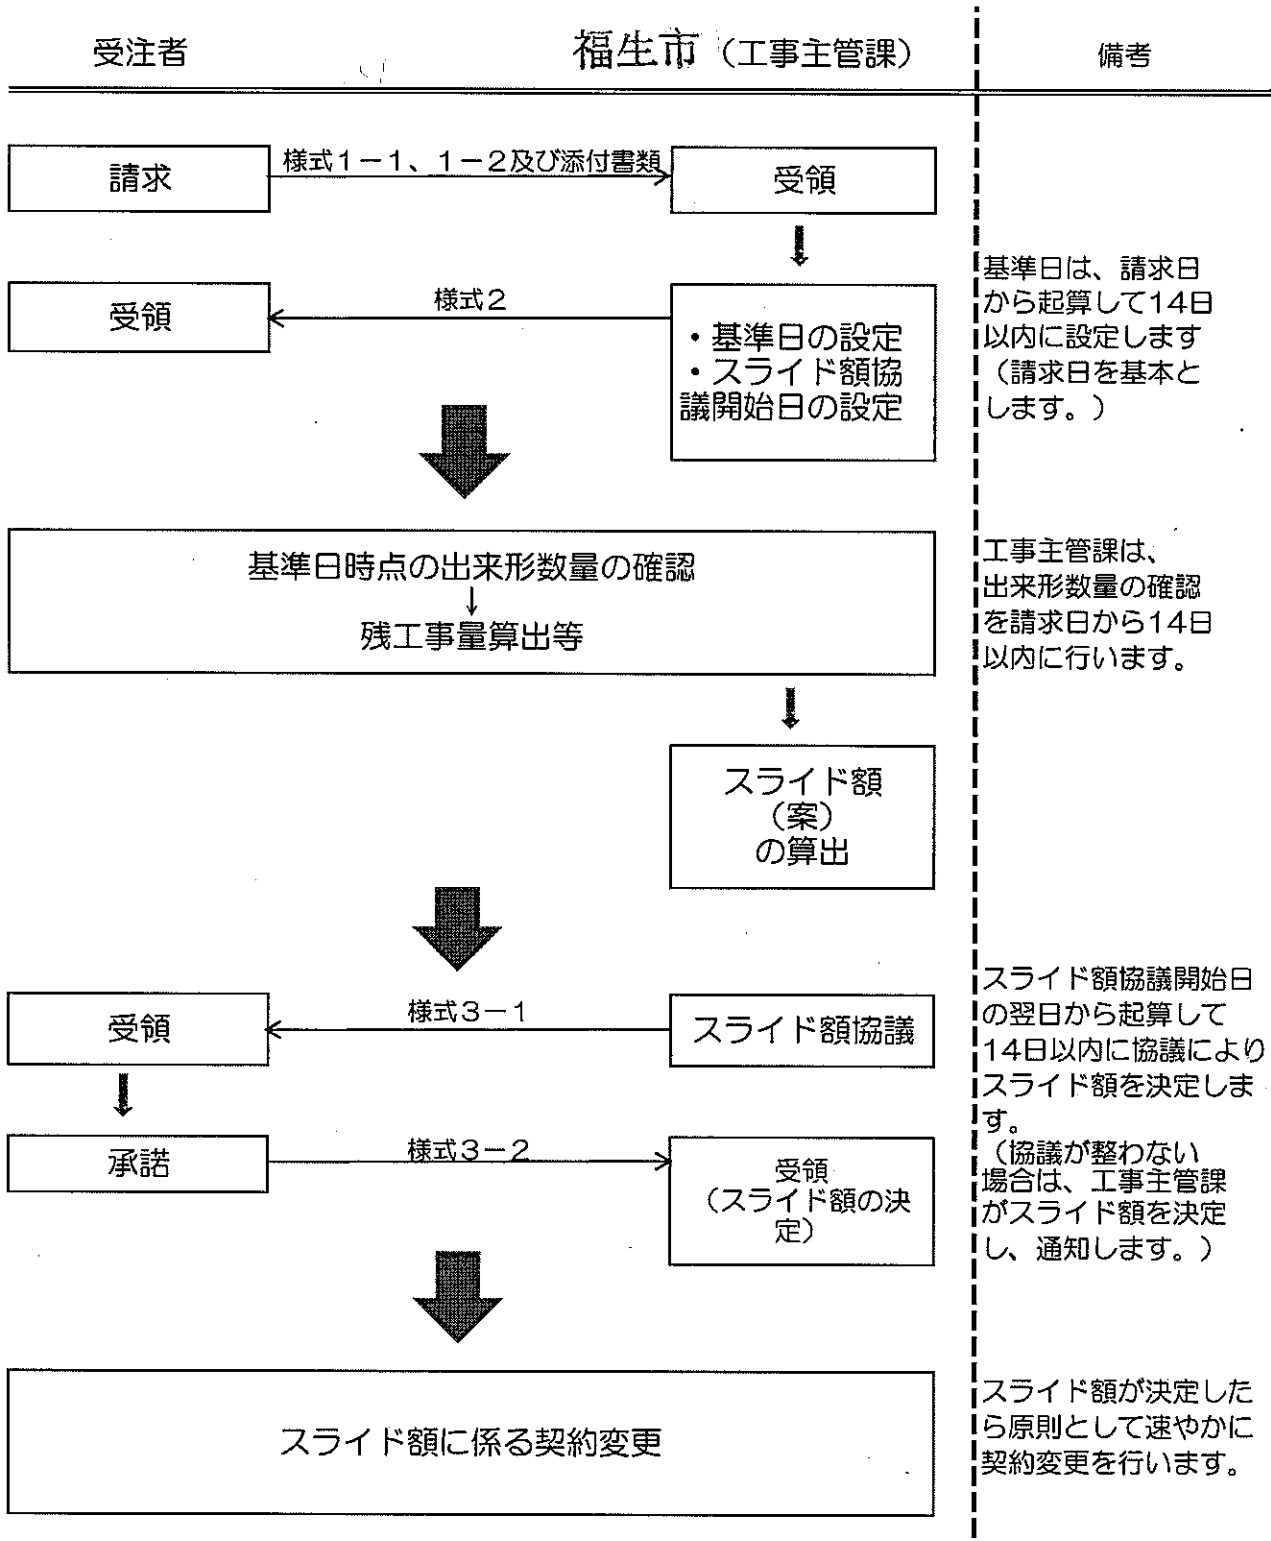 受注者
福生市（工事主管課）
備考
請求
様式１－１、１－２及び添付書類
受領
受領
様式２
・基準日の設定
・スライド額協
議開始日の設定
基準日は、請求日
から起算して14日
以内に設定します
（請求日を基本と
します。）
基準日時点の出来形数量の確認
↓
残工事量算出等
工事主管課は、
出来形数量の確認
を請求日から14日
以内に行います。
スライド額
（案）
の算出
受領
様式３－１
スライド額協議
承諾
様式３－２
受領
（スライド額の決
定）
スライド額協議開始日
の翌日から起算して
14日以内に協議により
スライド額を決定しま
す。
（協議が整わない
場合は、工事主管課
がスライド額を決定
し、通知します。）
スライド額に係る契約変更
スライド額が決定した
ら原則として速やかに
契約変更を行います。